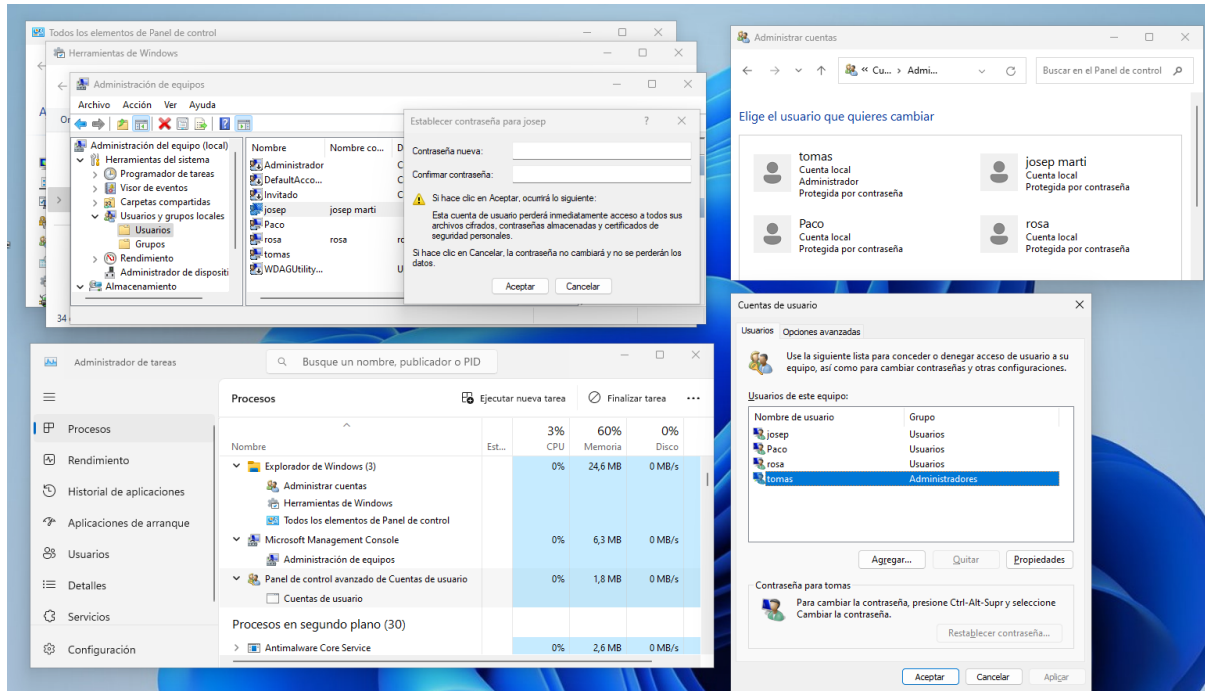 Todos los elementos de Panel de control
Herramientas de Windows
Administración de equipos
Archivo Acción Ver Ayuda
Administración del equipo (local)
Herramientas del sistema
Programador de tareas
Visor de eventos
Carpetas compartidas
Usuarios y grupos locales
Usuarios
Grupos
Rendimiento
Administrador de dispositi
Almacenamiento
Nombre Nombre co... D
Administrador C
DefaultAcco... C
Invitado C
josep josep marti
Paco
rosa rosa ro
tomas
WDAGUtility... U
34
Establecer contraseña para josep
Contraseña nueva:
Confirmar contraseña:
Si hace clic en Aceptar, ocurrirá lo siguiente:
Esta cuenta de usuario perderá inmediatamente acceso a todos sus
archivos cifrados, contraseñas almacenadas y certificados de
seguridad personales.
Si hace clic en Cancelar, la contraseña no cambiará y no se perderán los
datos.
Aceptar Cancelar
Administrar cuentas
« Cu... › Admi...
Buscar en el Panel de control
Elige el usuario que quieres cambiar
tomas
Cuenta local
Administrador
Protegida por contraseña
josep marti
Cuenta local
Protegida por contraseña
Paco
Cuenta local
Protegida por contraseña
rosa
Cuenta local
Protegida por contraseña
Administrador de tareas
Busque un nombre, publicador o PID
Procesos
Rendimiento
Historial de aplicaciones
Aplicaciones de arranque
Usuarios
Detalles
Servicios
Configuración
Procesos
Ejecutar nueva tarea
Finalizar tarea
...
3% 60% 0%
Nombre Est... CPU Memoria Disco
Explorador de Windows (3) 0% 24,6 MB 0 MB/s
Administrar cuentas
Herramientas de Windows
Todos los elementos de Panel de control
Microsoft Management Console 0% 6,3 MB 0 MB/s
Administración de equipos
Panel de control avanzado de Cuentas de usuario 0% 1,8 MB 0 MB/s
Cuentas de usuario
Procesos en segundo plano (30)
Antimalware Core Service 0% 2,6 MB 0 MB/s
Cuentas de usuario
Usuarios Opciones avanzadas
Use la siguiente lista para conceder o denegar acceso de usuario a su
equipo, así como para cambiar contraseñas y otras configuraciones.
Usuarios de este equipo:
Nombre de usuario Grupo
josep Usuarios
Paco Usuarios
rosa Usuarios
tomas Administradores
Agregar... Quitar Propiedades
Contraseña para tomas
Para cambiar la contraseña, presione Ctrl-Alt-Supr y seleccione
Cambiar la contraseña.
Restablecer contraseña...
Aceptar Cancelar Aplicar